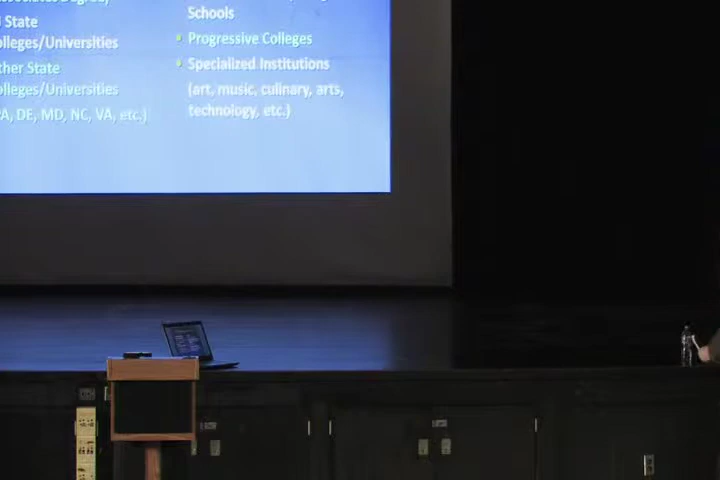 State
olleges/Universities
ther State
olleges/Universities
A, DE, MD, NC, VA, etc.)
Schools
Progressive Colleges
Specialized Institutions
(art, music, culinary, arts,
technology, etc.)